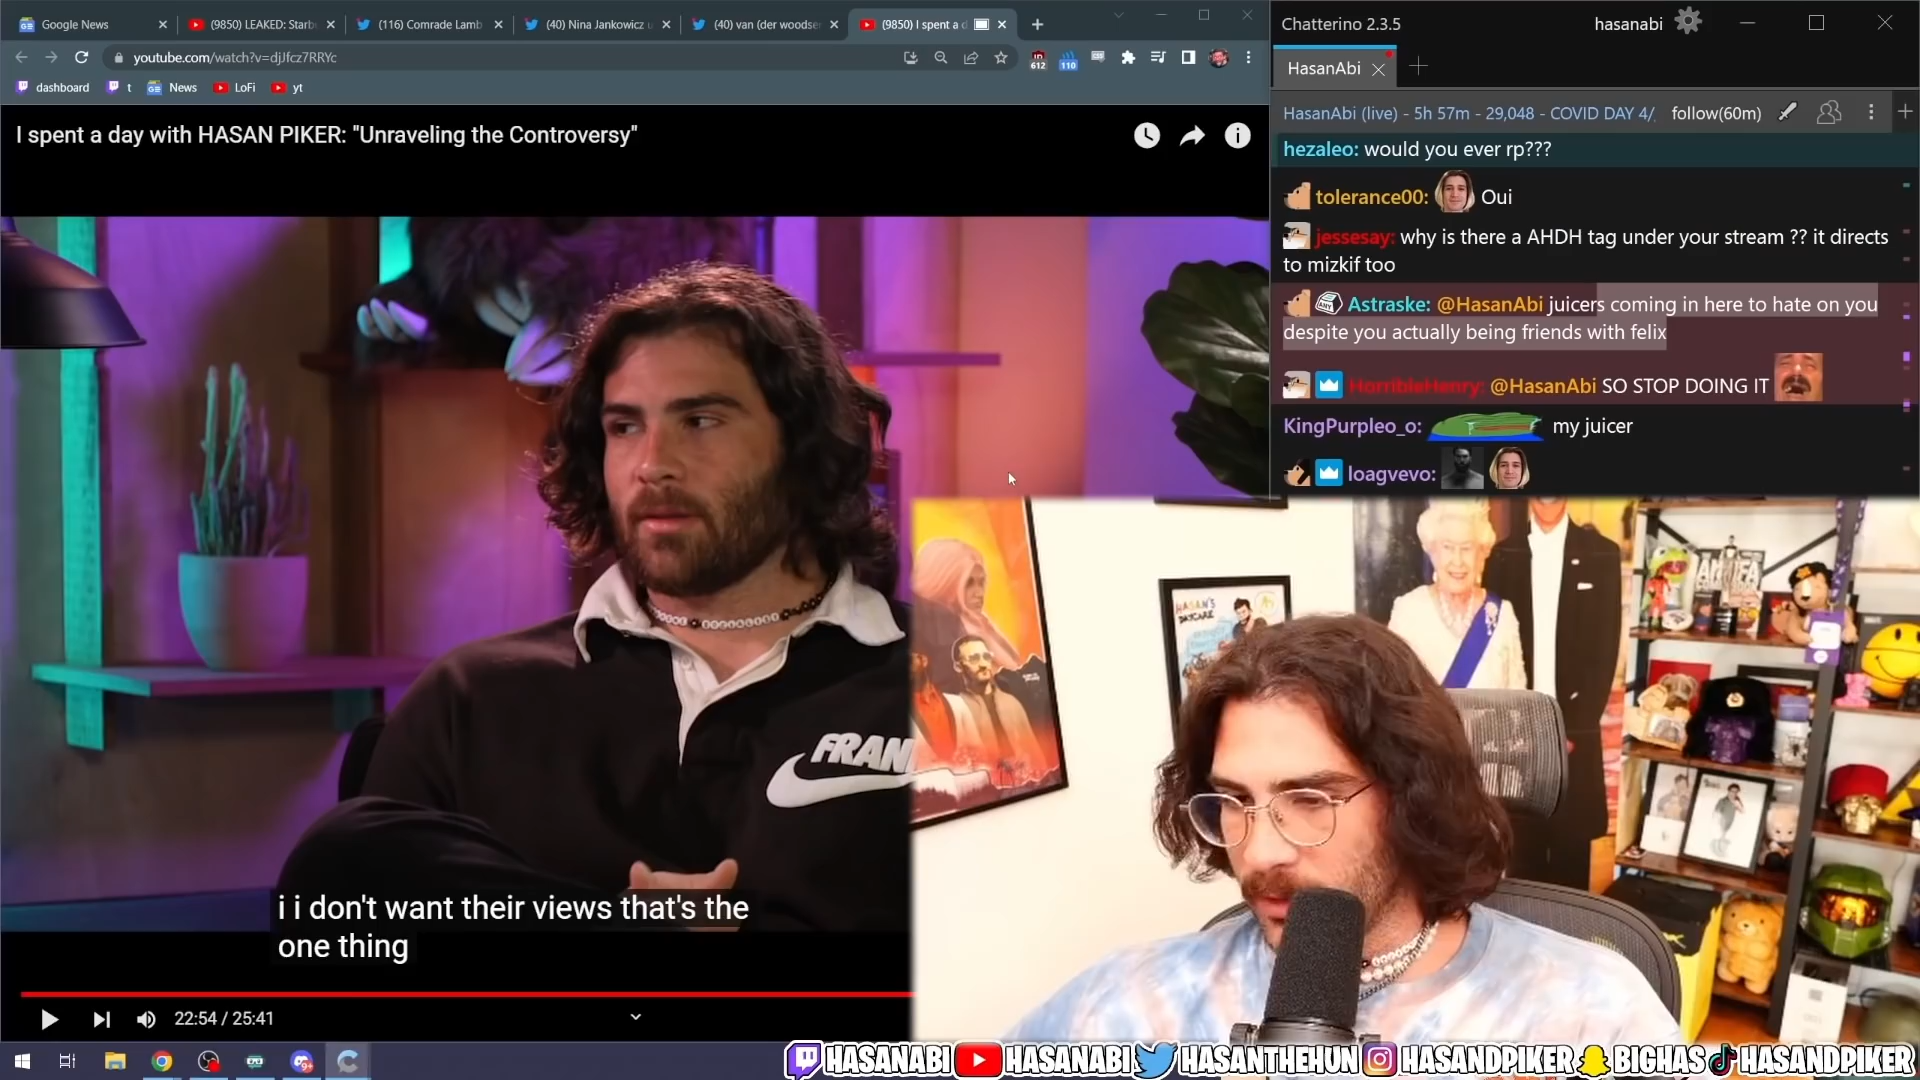 Google News
(9850) LEAKED: Starb
(116) Comrade Lamb
(40) Nina Jankowicz u
(40) van (der woodse
(9850) I spent a d
youtube.com/watch?v=djJfcz7RRYc
612
110
dashboard
t
News
LoFi
yt
I spent a day with HASAN PIKER: "Unraveling the Controversy"
FRAN
i i don't want their views that's the
one thing
22:54 / 25:41
Chatterino 2.3.5
hasanabi
HasanAbi
HasanAbi (live) - 5h 57m - 29,048 - COVID DAY 4/
follow(60m)
hezaleo: would you ever rp???
tolerance00: Oui
jessesay: why is there a AHDH tag under your stream ?? it directs
to mizkif too
Astraske: @HasanAbi juicers coming in here to hate on you
despite you actually being friends with felix
HorribleHenry: @HasanAbi SO STOP DOING IT
KingPurpleo_o: my juicer
loagvevo:
HASAN'S
DAYCARE
HASANABI
HASANABI
HASANTHEHUN
HASANDPIKER
BIGHAS
HASANDPIKER